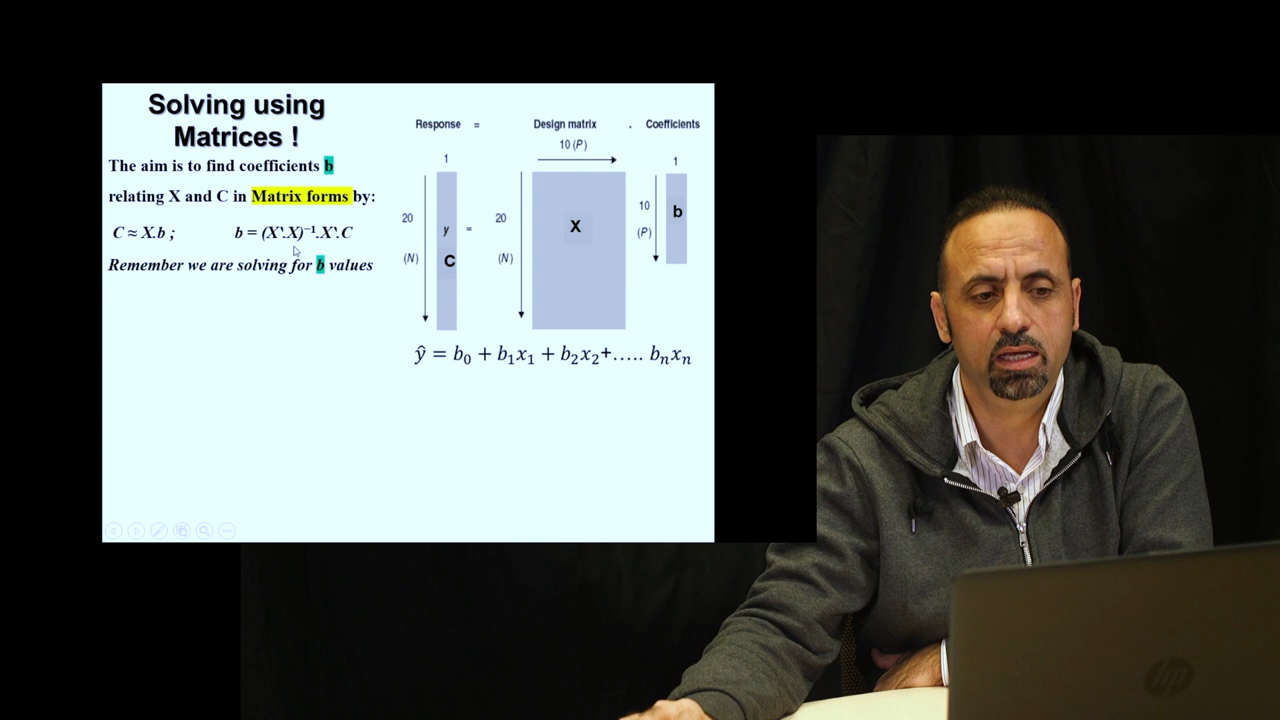 Solving using
Matrices !
The aim is to find coefficients b
relating X and C in Matrix forms by:
C ≈ X.b ; b = (X‵.X)⁻¹.X‵.C
Remember we are solving for b values
Response = Design matrix . Coefficients
10 (P)
1
1
20
(N)
y
C
=
20
(N)
X
10
(P)
b
ŷ = b₀ + b₁x₁ + b₂x₂+….. bₙxₙ
hp